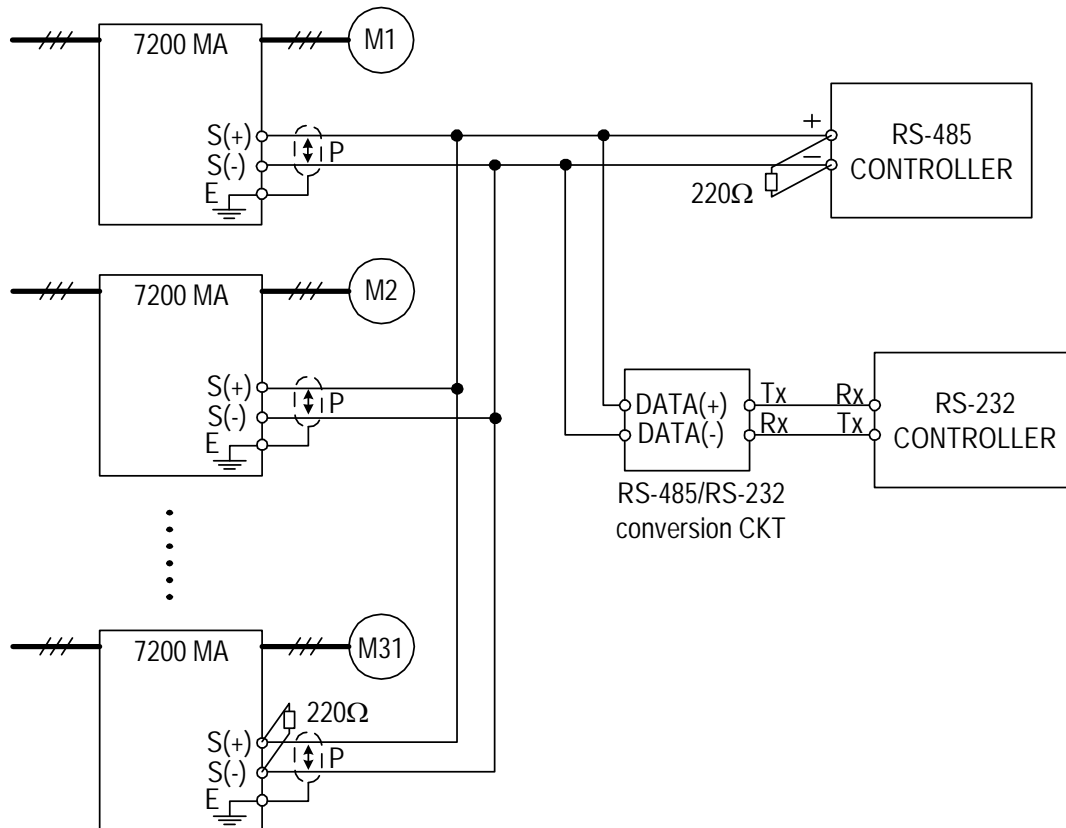 7200 MA
M1
S(+)
S(-)
E
P
+
−
220Ω
RS-485
CONTROLLER
7200 MA
M2
S(+)
S(-)
E
P
DATA(+)
DATA(-)
Tx
Rx
Rx
Tx
RS-232
CONTROLLER
RS-485/RS-232
conversion CKT
7200 MA
M31
220Ω
S(+)
S(-)
E
P